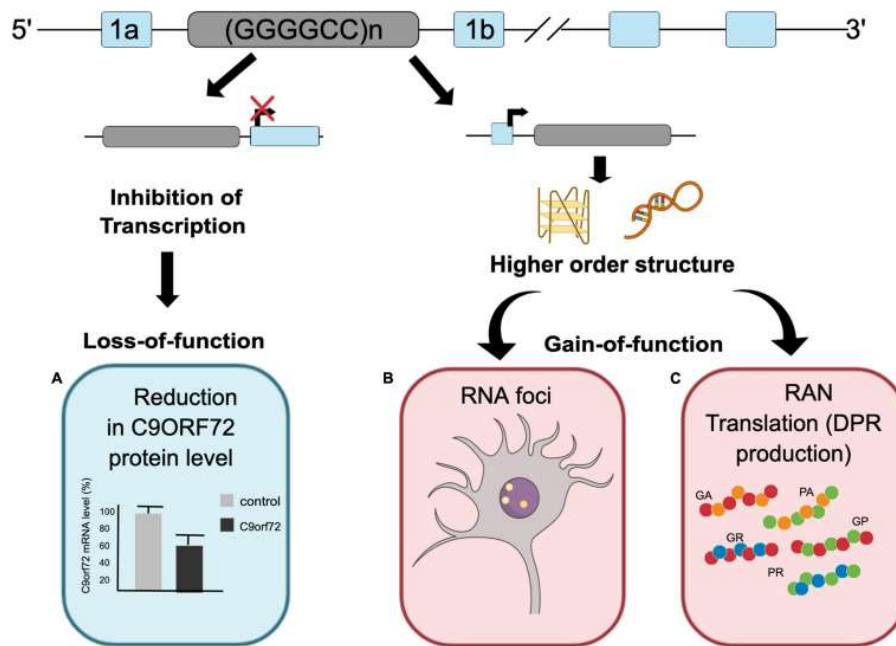 5' 1a (GGGGCC)n 1b 3'
Inhibition of
Transcription
Higher order structure
Loss-of-function
Gain-of-function
A
Reduction
in C9ORF72
protein level
C9orf72 mRNA level (%)
100
80
60
40
20
control
C9orf72
B
RNA foci
C
RAN
Translation (DPR
production)
GA
PA
GR
GP
PR